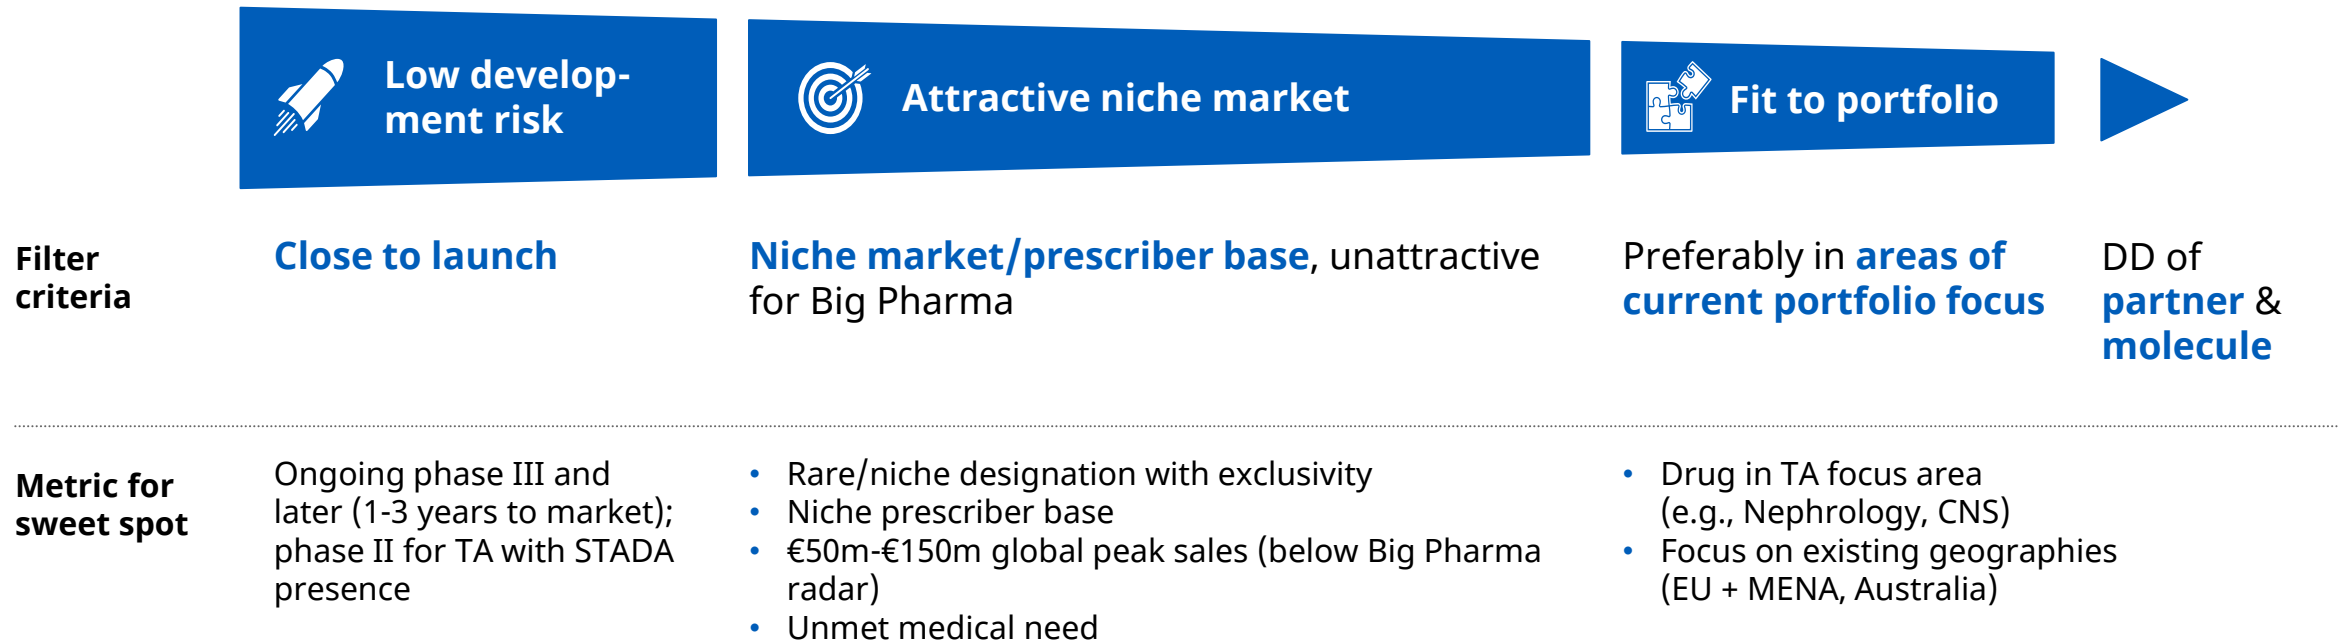 Low develop-
ment risk
Attractive niche market
Fit to portfolio
Filter
criteria
Close to launch
Niche market/prescriber base, unattractive
for Big Pharma
Preferably in areas of
current portfolio focus
DD of
partner &
molecule
Metric for
sweet spot
Ongoing phase III and
later (1-3 years to market);
phase II for TA with STADA
presence
• Rare/niche designation with exclusivity
• Niche prescriber base
• €50m-€150m global peak sales (below Big Pharma
radar)
• Unmet medical need
• Drug in TA focus area
(e.g., Nephrology, CNS)
• Focus on existing geographies
(EU + MENA, Australia)